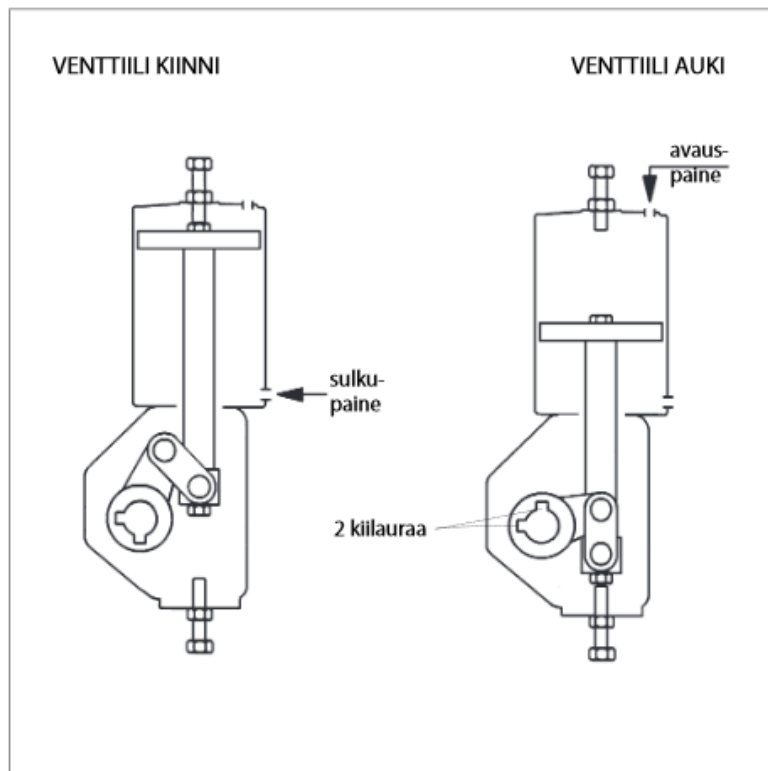 VENTTIILI KIINNI
VENTTIILI AUKI
avaus-
paine
sulku-
paine
2 kiilauraa